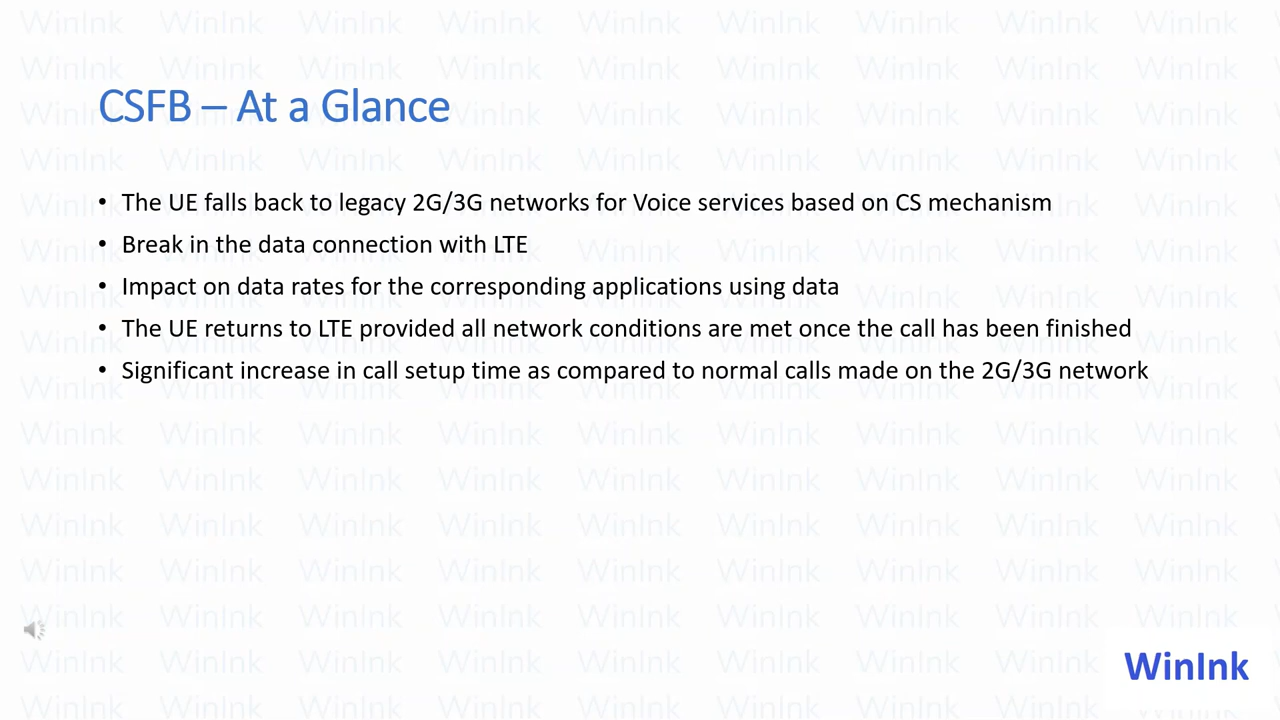 CSFB – At a Glance
• The UE falls back to legacy 2G/3G networks for Voice services based on CS mechanism
• Break in the data connection with LTE
• Impact on data rates for the corresponding applications using data
• The UE returns to LTE provided all network conditions are met once the call has been finished
• Significant increase in call setup time as compared to normal calls made on the 2G/3G network
WinInk